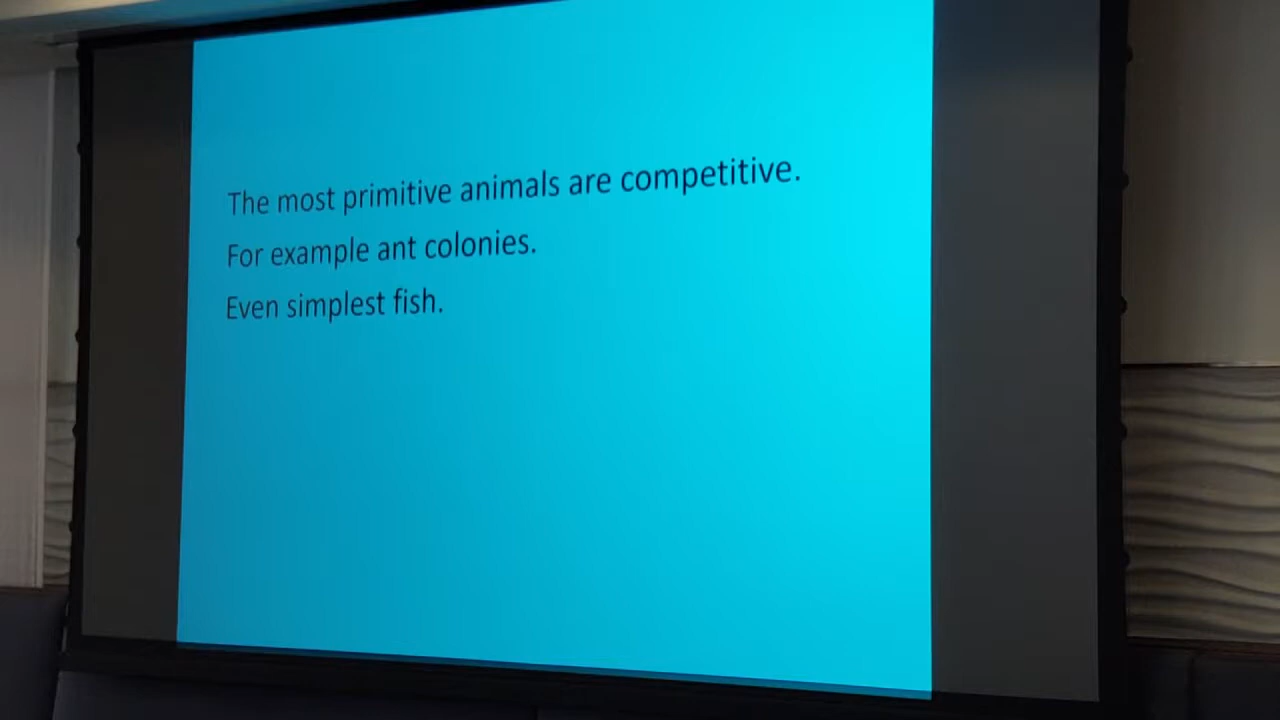 The most primitive animals are competitive.
For example ant colonies.
Even simplest fish.